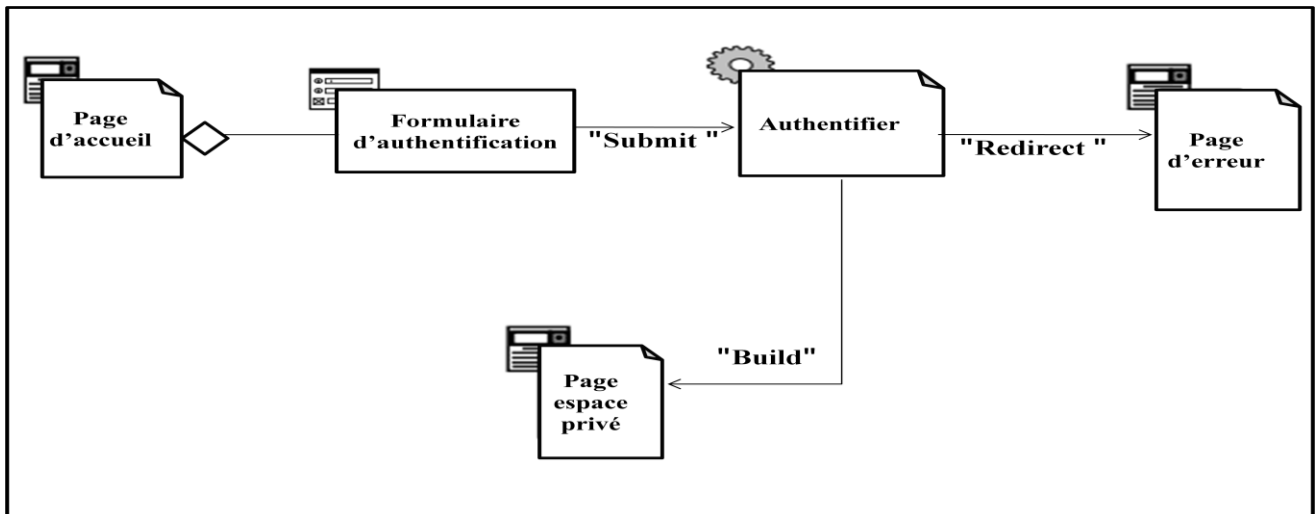 Page
d'accueil
Formulaire
d'authentification
"Submit "
Authentifier
"Redirect "
Page
d'erreur
"Build"
Page
espace
privé